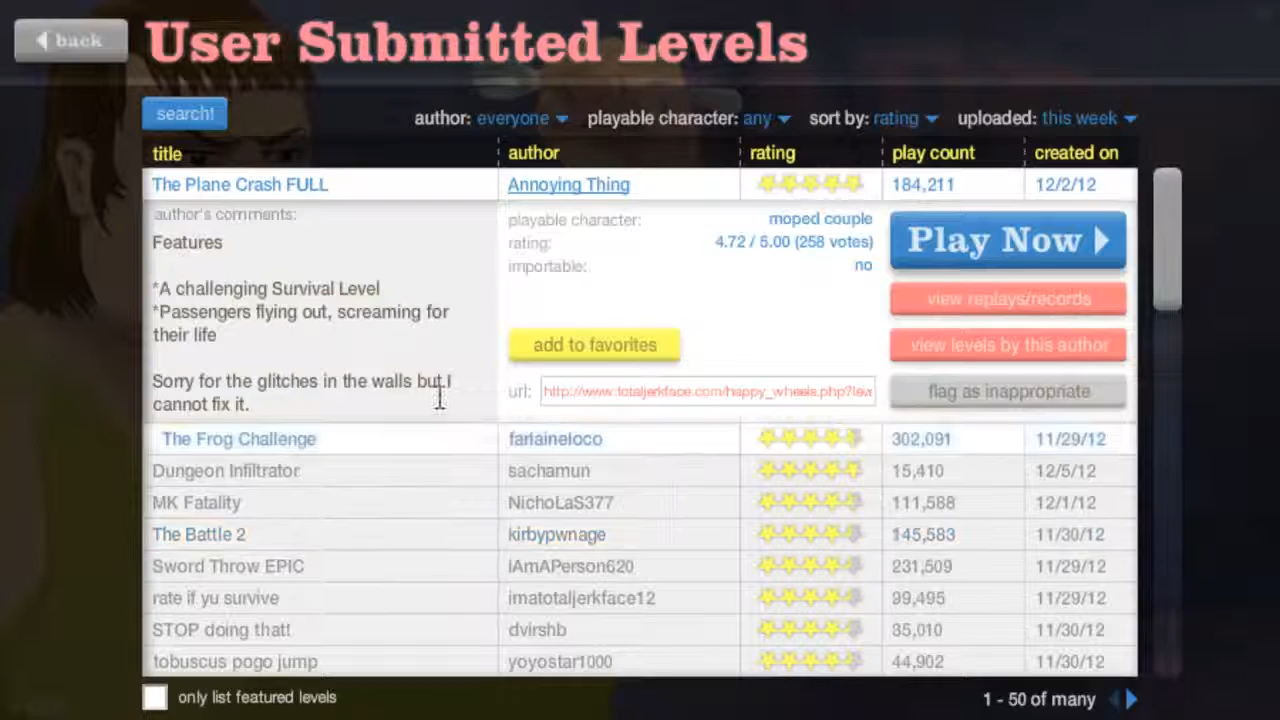 back
User Submitted Levels
search!
author: everyone playable character: any sort by: rating uploaded: this week
title author rating play count created on
The Plane Crash FULL Annoying Thing 184,211 12/2/12
author's comments:
Features
*A challenging Survival Level
*Passengers flying out, screaming for
their life
Sorry for the glitches in the walls but I
cannot fix it.
playable character: moped couple
rating: 4.72 / 5.00 (258 votes)
importable: no
add to favorites
url: http://www.totaljerkface.com/happy_wheels.php?lev
Play Now
view replays/records
view levels by this author
flag as inappropriate
The Frog Challenge farlaineloco 302,091 11/29/12
Dungeon Infiltrator sachamun 15,410 12/5/12
MK Fatality NichoLaS377 111,588 12/1/12
The Battle 2 kirbypwnage 145,583 11/30/12
Sword Throw EPIC iAmAPerson620 231,509 11/29/12
rate if yu survive imatotaljerkface12 99,495 11/29/12
STOP doing that! dvirshb 35,010 11/30/12
tobuscus pogo jump yoyostar1000 44,902 11/30/12
only list featured levels
1 - 50 of many